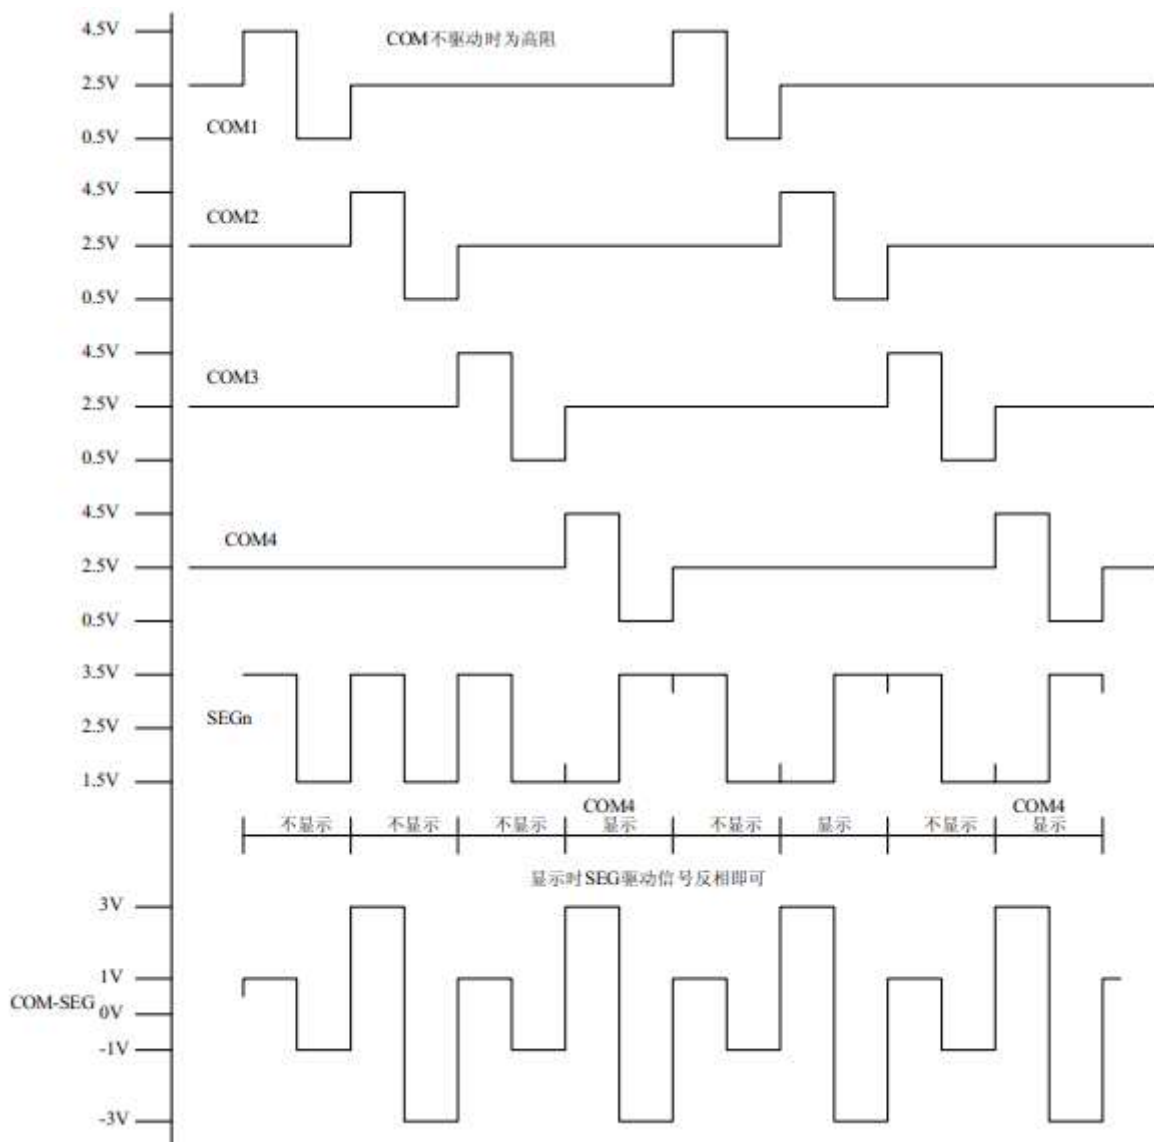 4.5V
COM不驱动时为高阻
2.5V
COM1
0.5V
4.5V
COM2
2.5V
0.5V
4.5V
COM3
2.5V
0.5V
4.5V
COM4
2.5V
0.5V
3.5V
SEGn
2.5V
1.5V
COM4 COM4
不显示 不显示 不显示 显示 不显示 显示 不显示 显示
显示时SEG驱动信号反相即可
3V
1V
COM-SEG 0V
-1V
-3V